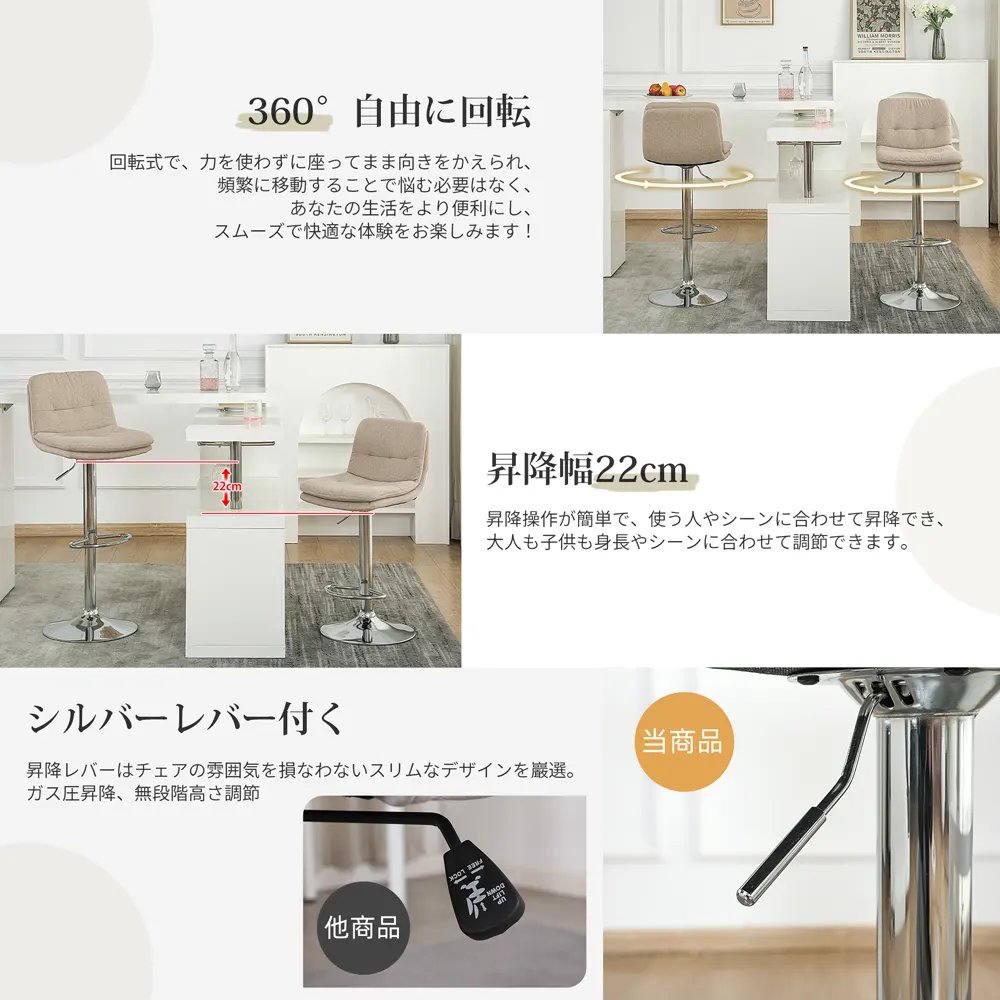 360° 自由に回転
回転式で、力を使わずに座ってまま向きをかえられ、
頻繁に移動することで悩む必要はなく、
あなたの生活をより便利にし、
スムーズで快適な体験をお楽しみます！
WILLIAM MORRIS
SOUTH KENSINGTON
22cm
昇降幅22cm
昇降操作が簡単で、使う人やシーンに合わせて昇降でき、
大人も子供も身長やシーンに合わせて調節できます。
シルバーレバー付く
昇降レバーはチェアの雰囲気を損なわないスリムなデザインを巌選。
ガス圧昇降、無段階高さ調節
当商品
他商品
FREE
LOCK
UP
LIFT
DOWN